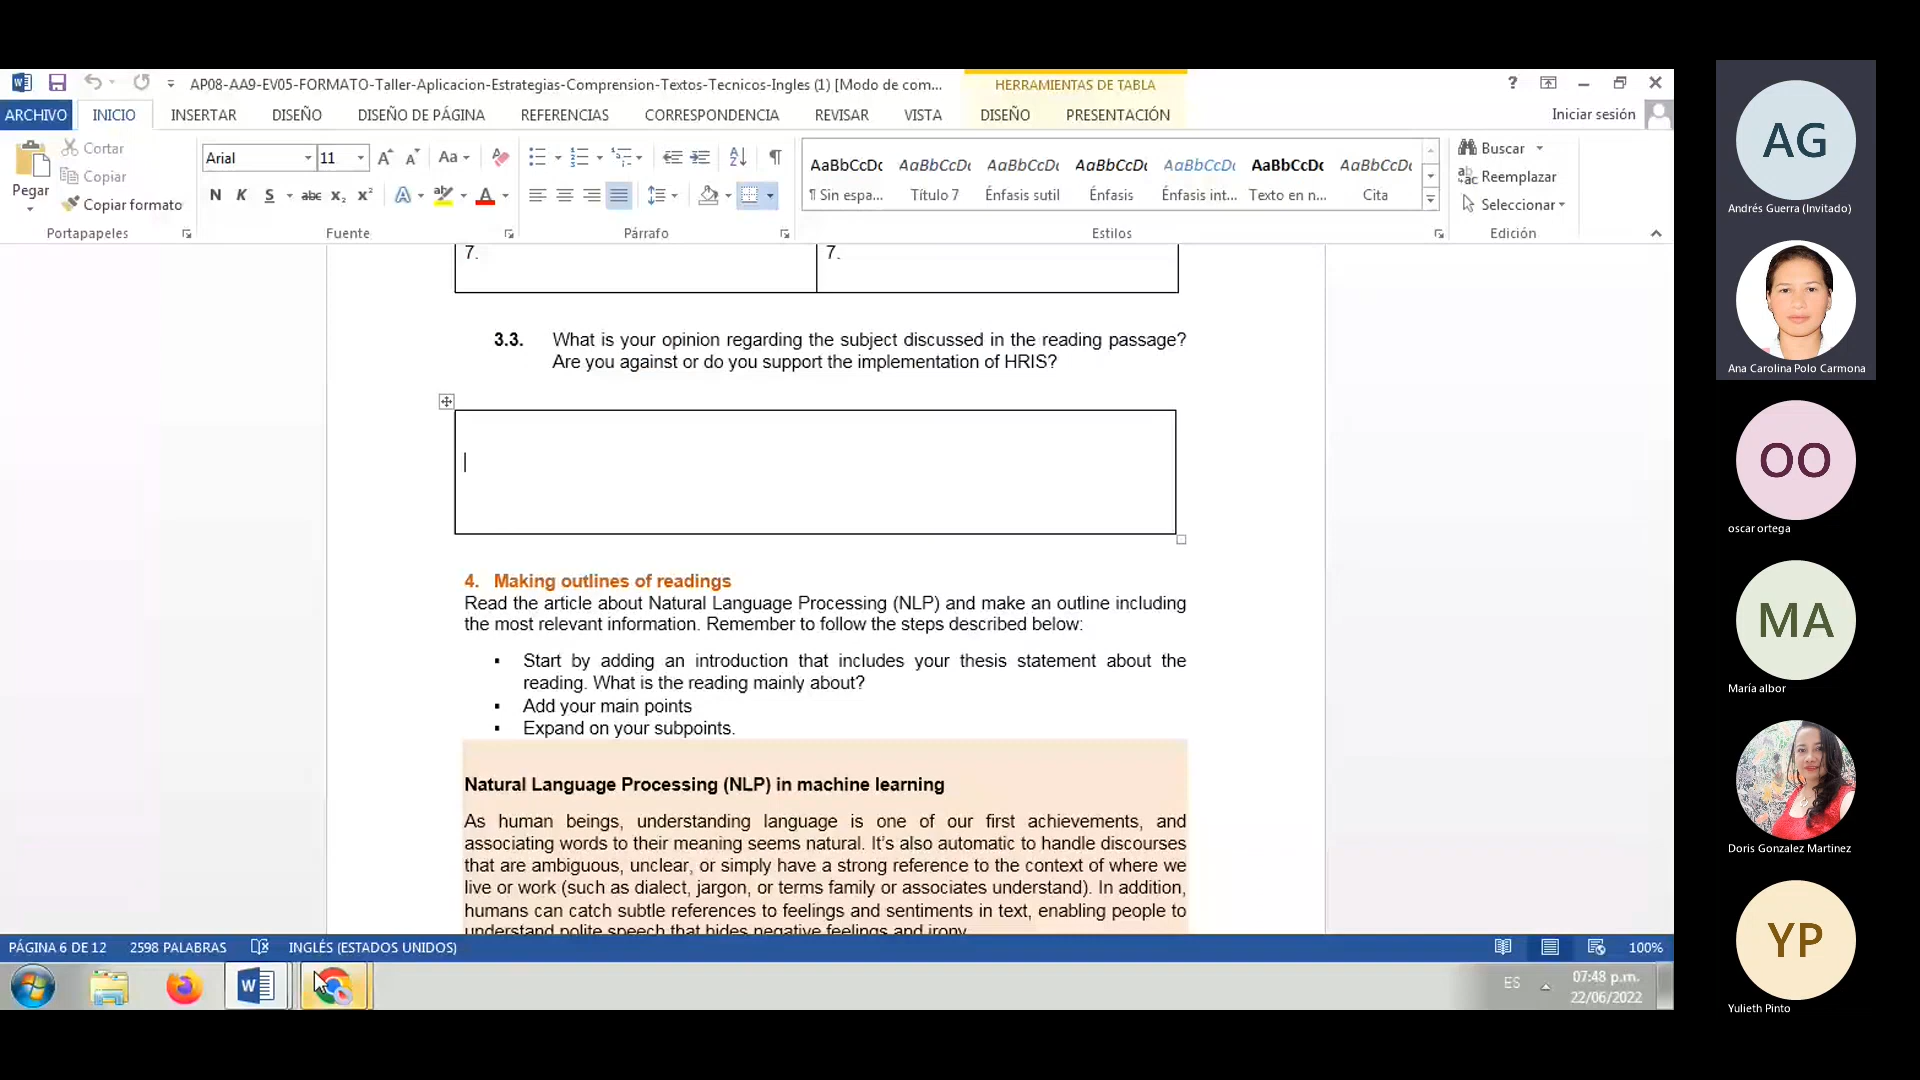 AP08-AA9-EV05-FORMATO-Taller-Aplicacion-Estrategias-Comprension-Textos-Tecnicos-Ingles (1) [Modo de com...
HERRAMIENTAS DE TABLA
?
ARCHIVO INICIO INSERTAR DISEÑO DISEÑO DE PÁGINA REFERENCIAS CORRESPONDENCIA REVISAR VISTA DISEÑO PRESENTACIÓN Iniciar sesión
Pegar
Cortar
Copiar
Copiar formato
Portapapeles
Arial 11
N K S abc x₂ x²
Fuente
Párrafo
AaBbCcDc AaBbCcDc AaBbCcDc AaBbCcDc AaBbCcDc AaBbCcDc AaBbCcDc
¶ Sin espa... Título 7 Énfasis sutil Énfasis Énfasis int... Texto en n... Cita
Estilos
Buscar
Reemplazar
Seleccionar
Edición
7. 7.
3.3. What is your opinion regarding the subject discussed in the reading passage?
Are you against or do you support the implementation of HRIS?
4. Making outlines of readings
Read the article about Natural Language Processing (NLP) and make an outline including
the most relevant information. Remember to follow the steps described below:
▪ Start by adding an introduction that includes your thesis statement about the
reading. What is the reading mainly about?
▪ Add your main points
▪ Expand on your subpoints.
Natural Language Processing (NLP) in machine learning
As human beings, understanding language is one of our first achievements, and
associating words to their meaning seems natural. It's also automatic to handle discourses
that are ambiguous, unclear, or simply have a strong reference to the context of where we
live or work (such as dialect, jargon, or terms family or associates understand). In addition,
humans can catch subtle references to feelings and sentiments in text, enabling people to
understand polite speech that hides negative feelings and irony.
PÁGINA 6 DE 12 2598 PALABRAS INGLÉS (ESTADOS UNIDOS) 100%
ES
07:48 p.m.
22/06/2022
AG
Andrés Guerra (Invitado)
Ana Carolina Polo Carmona
OO
oscar ortega
MA
María albor
Doris Gonzalez Martinez
YP
Yulieth Pinto